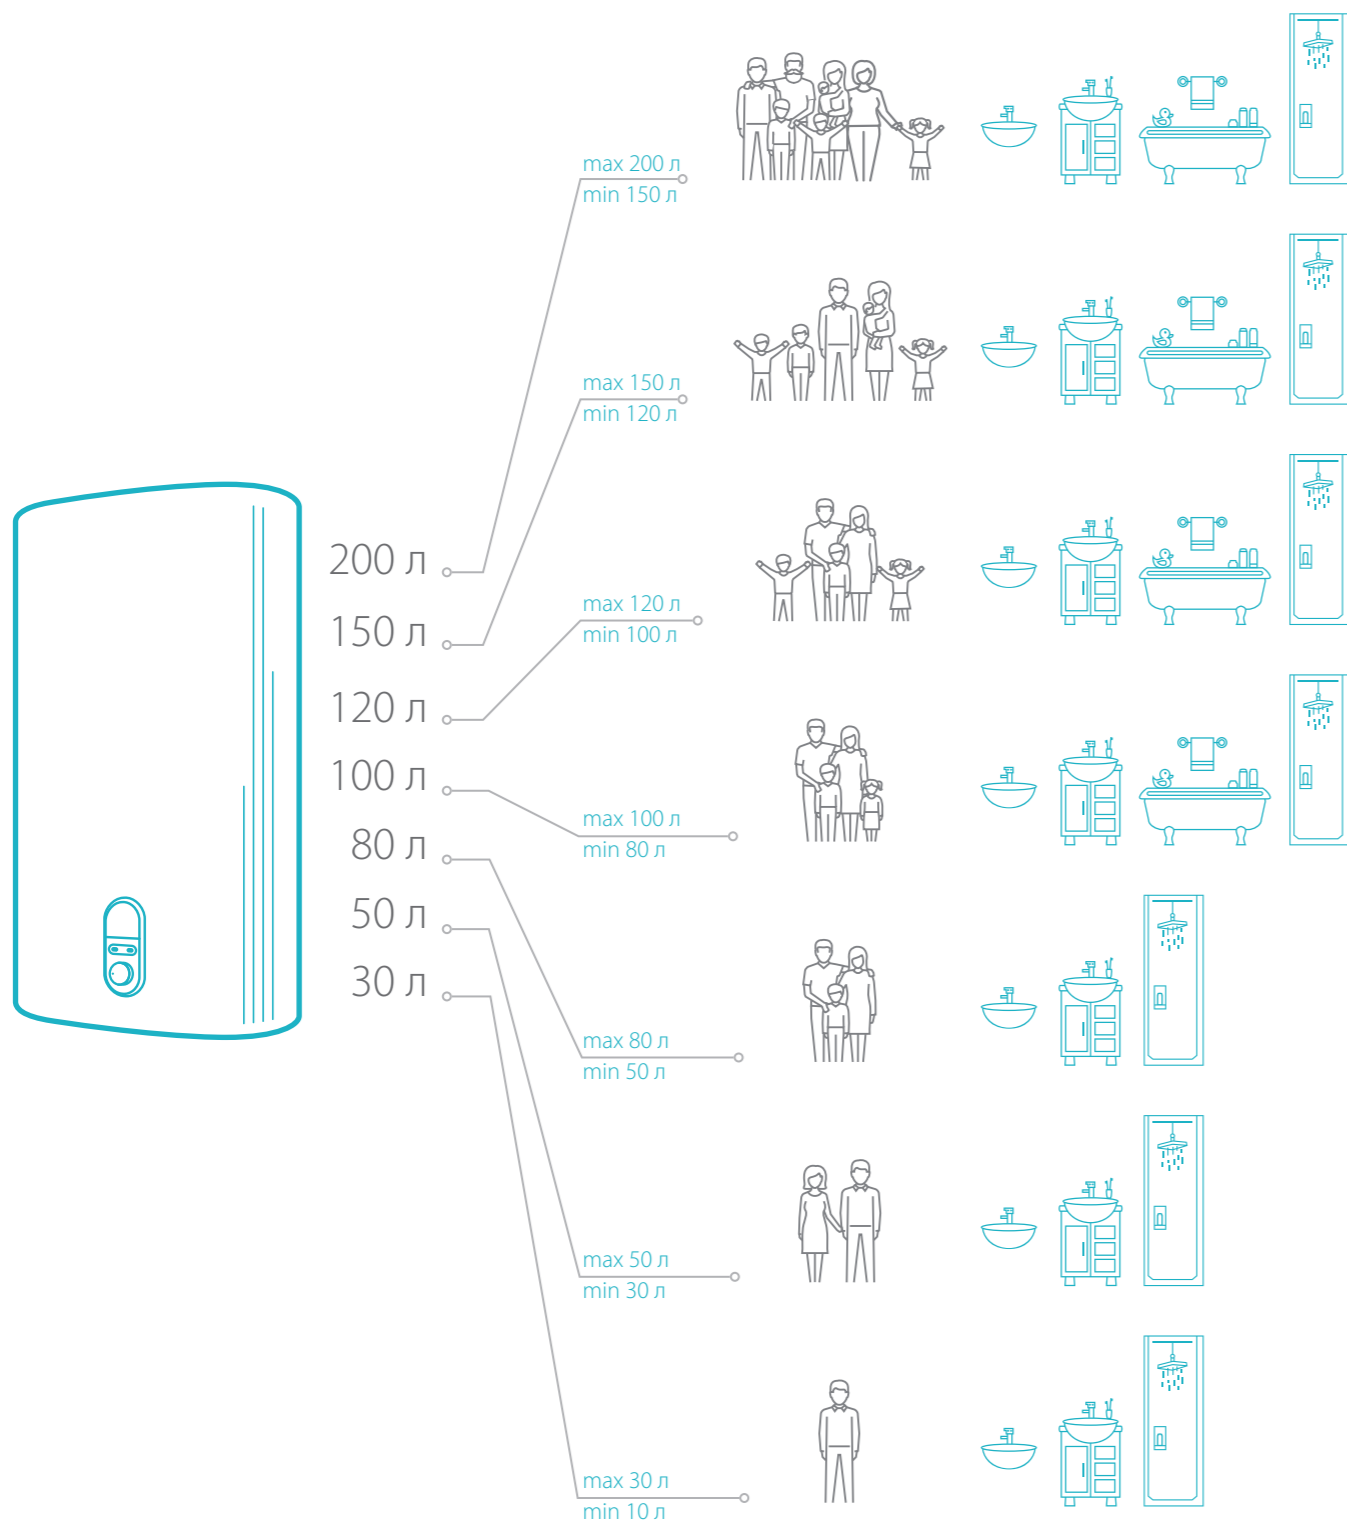 max 200 л
min 150 л
max 150 л
min 120 л
200 л
150 л
120 л
100 л
80 л
50 л
30 л
max 120 л
min 100 л
max 100 л
min 80 л
max 80 л
min 50 л
max 50 л
min 30 л
max 30 л
min 10 л